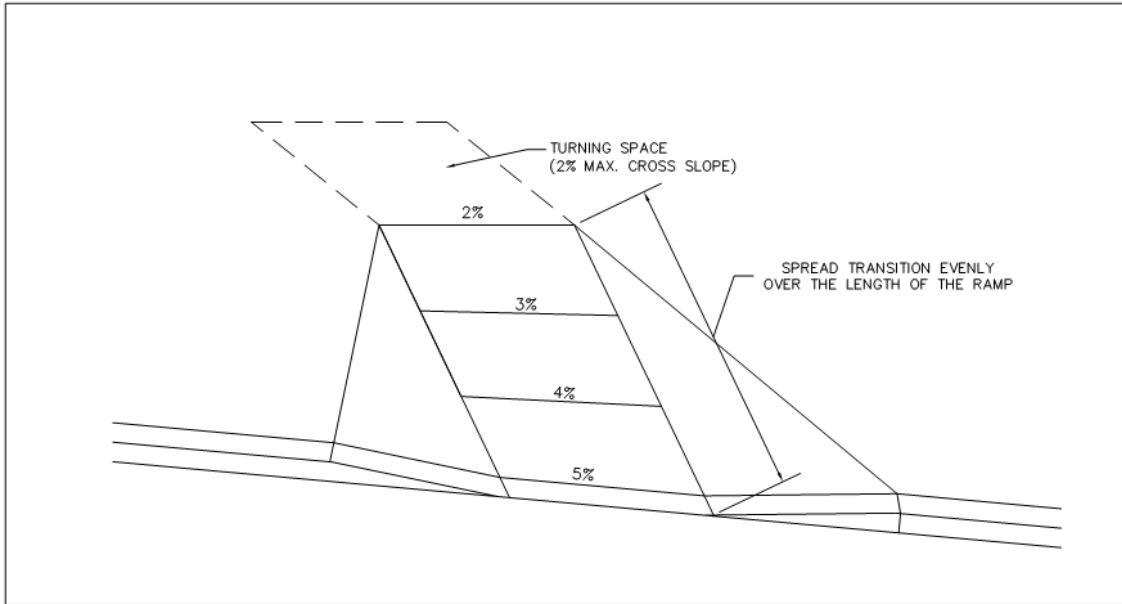 TURNING SPACE
(2% MAX. CROSS SLOPE)
2%
SPREAD TRANSITION EVENLY
OVER THE LENGTH OF THE RAMP
3%
4%
5%